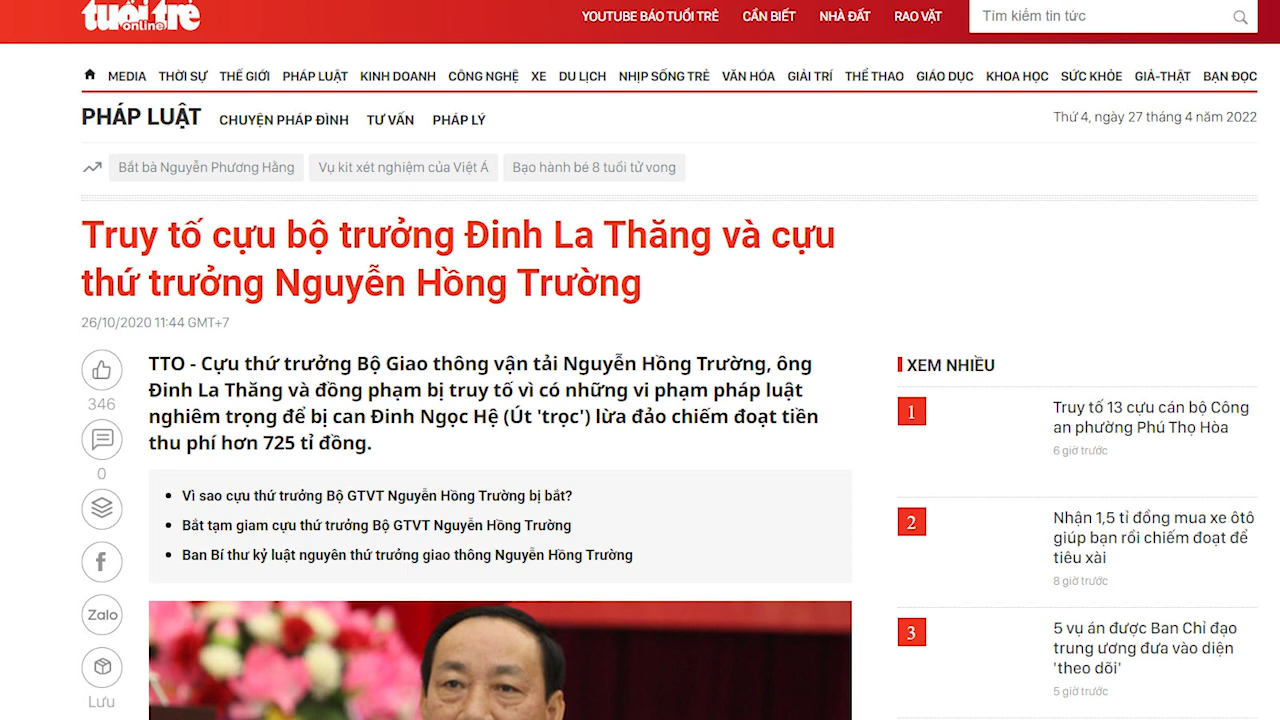 tuổi trẻ
online
YOUTUBE BÁO TUỔI TRẺ CẦN BIẾT NHÀ ĐẤT RAO VẶT Tìm kiếm tin tức
MEDIA THỜI SỰ THẾ GIỚI PHÁP LUẬT KINH DOANH CÔNG NGHỆ XE DU LỊCH NHỊP SỐNG TRẺ VĂN HÓA GIẢI TRÍ THỂ THAO GIÁO DỤC KHOA HỌC SỨC KHỎE GIẢ-THẬT BẠN ĐỌC
PHÁP LUẬT CHUYỆN PHÁP ĐÌNH TƯ VẤN PHÁP LÝ Thứ 4, ngày 27 tháng 4 năm 2022
Bắt bà Nguyễn Phương Hằng Vụ kit xét nghiệm của Việt Á Bạo hành bé 8 tuổi tử vong
Truy tố cựu bộ trưởng Đinh La Thăng và cựu
thứ trưởng Nguyễn Hồng Trường
26/10/2020 11:44 GMT+7
346
0
Zalo
Lưu
TTO - Cựu thứ trưởng Bộ Giao thông vận tải Nguyễn Hồng Trường, ông
Đinh La Thăng và đồng phạm bị truy tố vì có những vi phạm pháp luật
nghiêm trọng để bị can Đinh Ngọc Hệ (Út 'trọc') lừa đảo chiếm đoạt tiền
thu phí hơn 725 tỉ đồng.
Vì sao cựu thứ trưởng Bộ GTVT Nguyễn Hồng Trường bị bắt?
Bắt tạm giam cựu thứ trưởng Bộ GTVT Nguyễn Hồng Trường
Ban Bí thư kỷ luật nguyên thứ trưởng giao thông Nguyễn Hồng Trường
XEM NHIỀU
1
Truy tố 13 cựu cán bộ Công
an phường Phú Thọ Hòa
6 giờ trước
2
Nhận 1,5 tỉ đồng mua xe ôtô
giúp bạn rồi chiếm đoạt để
tiêu xài
8 giờ trước
3
5 vụ án được Ban Chỉ đạo
trung ương đưa vào diện
'theo dõi'
5 giờ trước